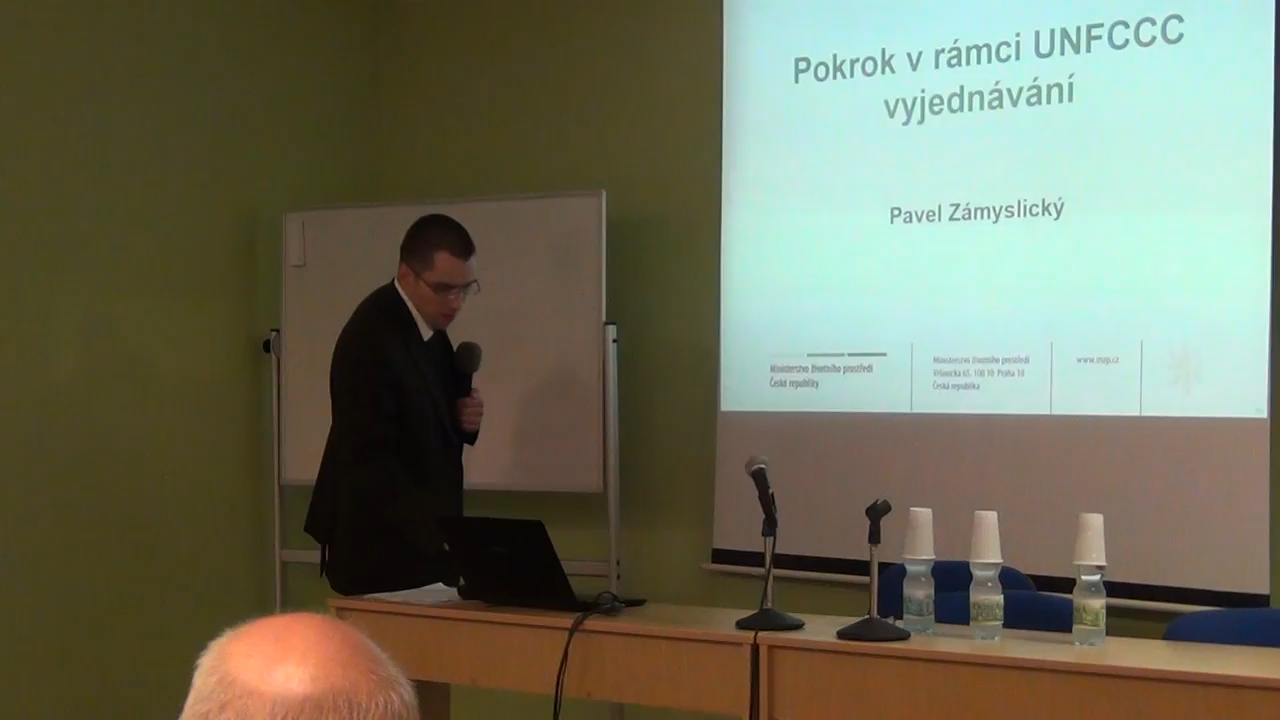 Pokrok v rámci UNFCCC
vyjednávání
Pavel Zámyslický
Ministerstvo životního prostředí
České republiky
Ministerstvo životního prostředí
Vršovická 65, 100 10 Praha 10
Česká republika
www.mzp.cz